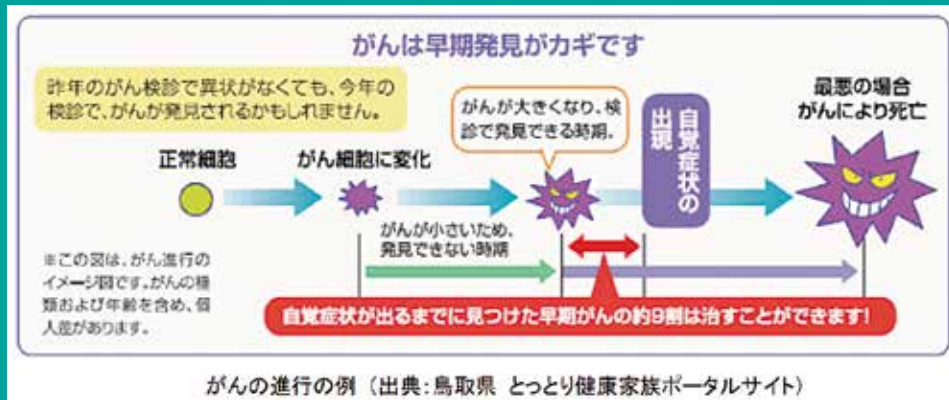 がんは早期発見がカギです
昨年のがん検診で異状がなくても、今年の
検診で、がんが発見されるかもしれません。
正常細胞
がん細胞に変化
がんが大きくなり、検
診で発見できる時期。
自覚症状の
出現
最悪の場合
がんにより死亡
がんが小さいため、
発見できない時期
※この図は、がん進行の
イメージ図です。がんの種
類および年齢を含め、個
人差があります。
自覚症状が出るまでに見つけた早期がんの約9割は治すことができます!
がんの進行の例 (出典:鳥取県 とっとり健康家族ポータルサイト)